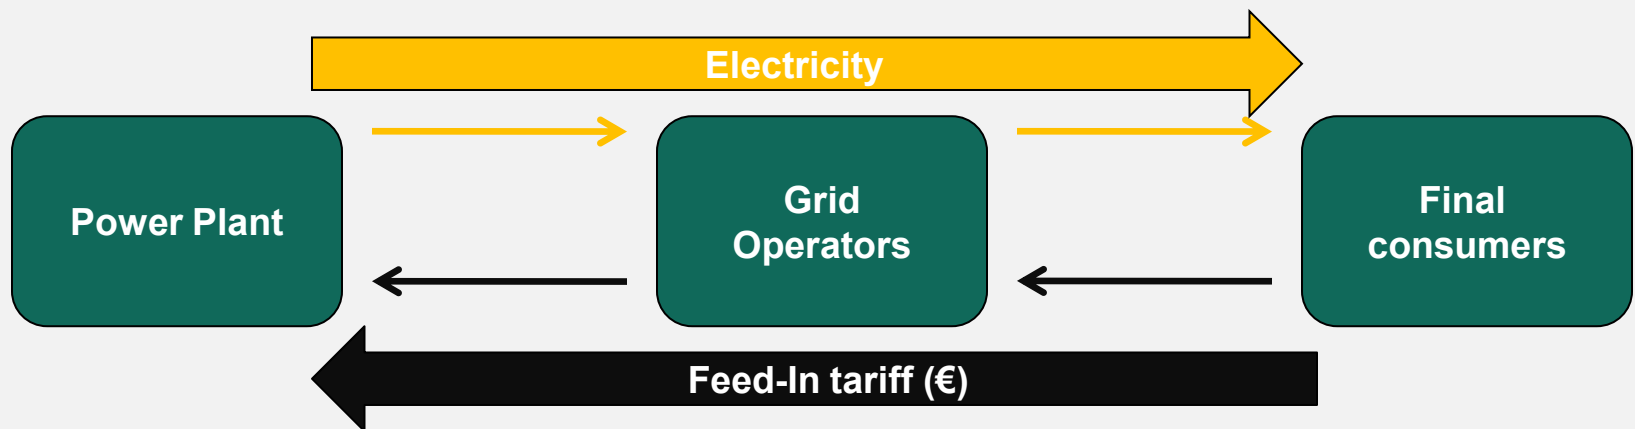 Electricity
Power Plant
Grid
Operators
Final
consumers
Feed-In tariff (€)